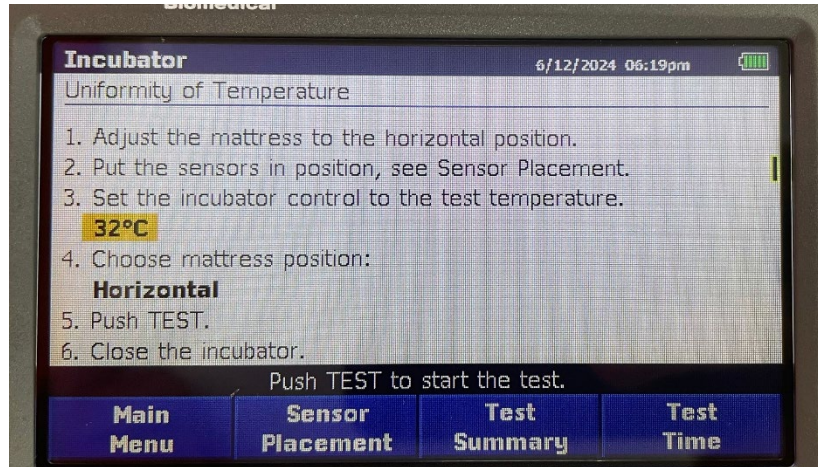 Biomedical
Incubator 6/12/2024 06:19pm
Uniformity of Temperature
1. Adjust the mattress to the horizontal position.
2. Put the sensors in position, see Sensor Placement.
3. Set the incubator control to the test temperature.
32°C
4. Choose mattress position:
Horizontal
5. Push TEST.
6. Close the incubator.
Push TEST to start the test.
Main Menu
Sensor Placement
Test Summary
Test Time